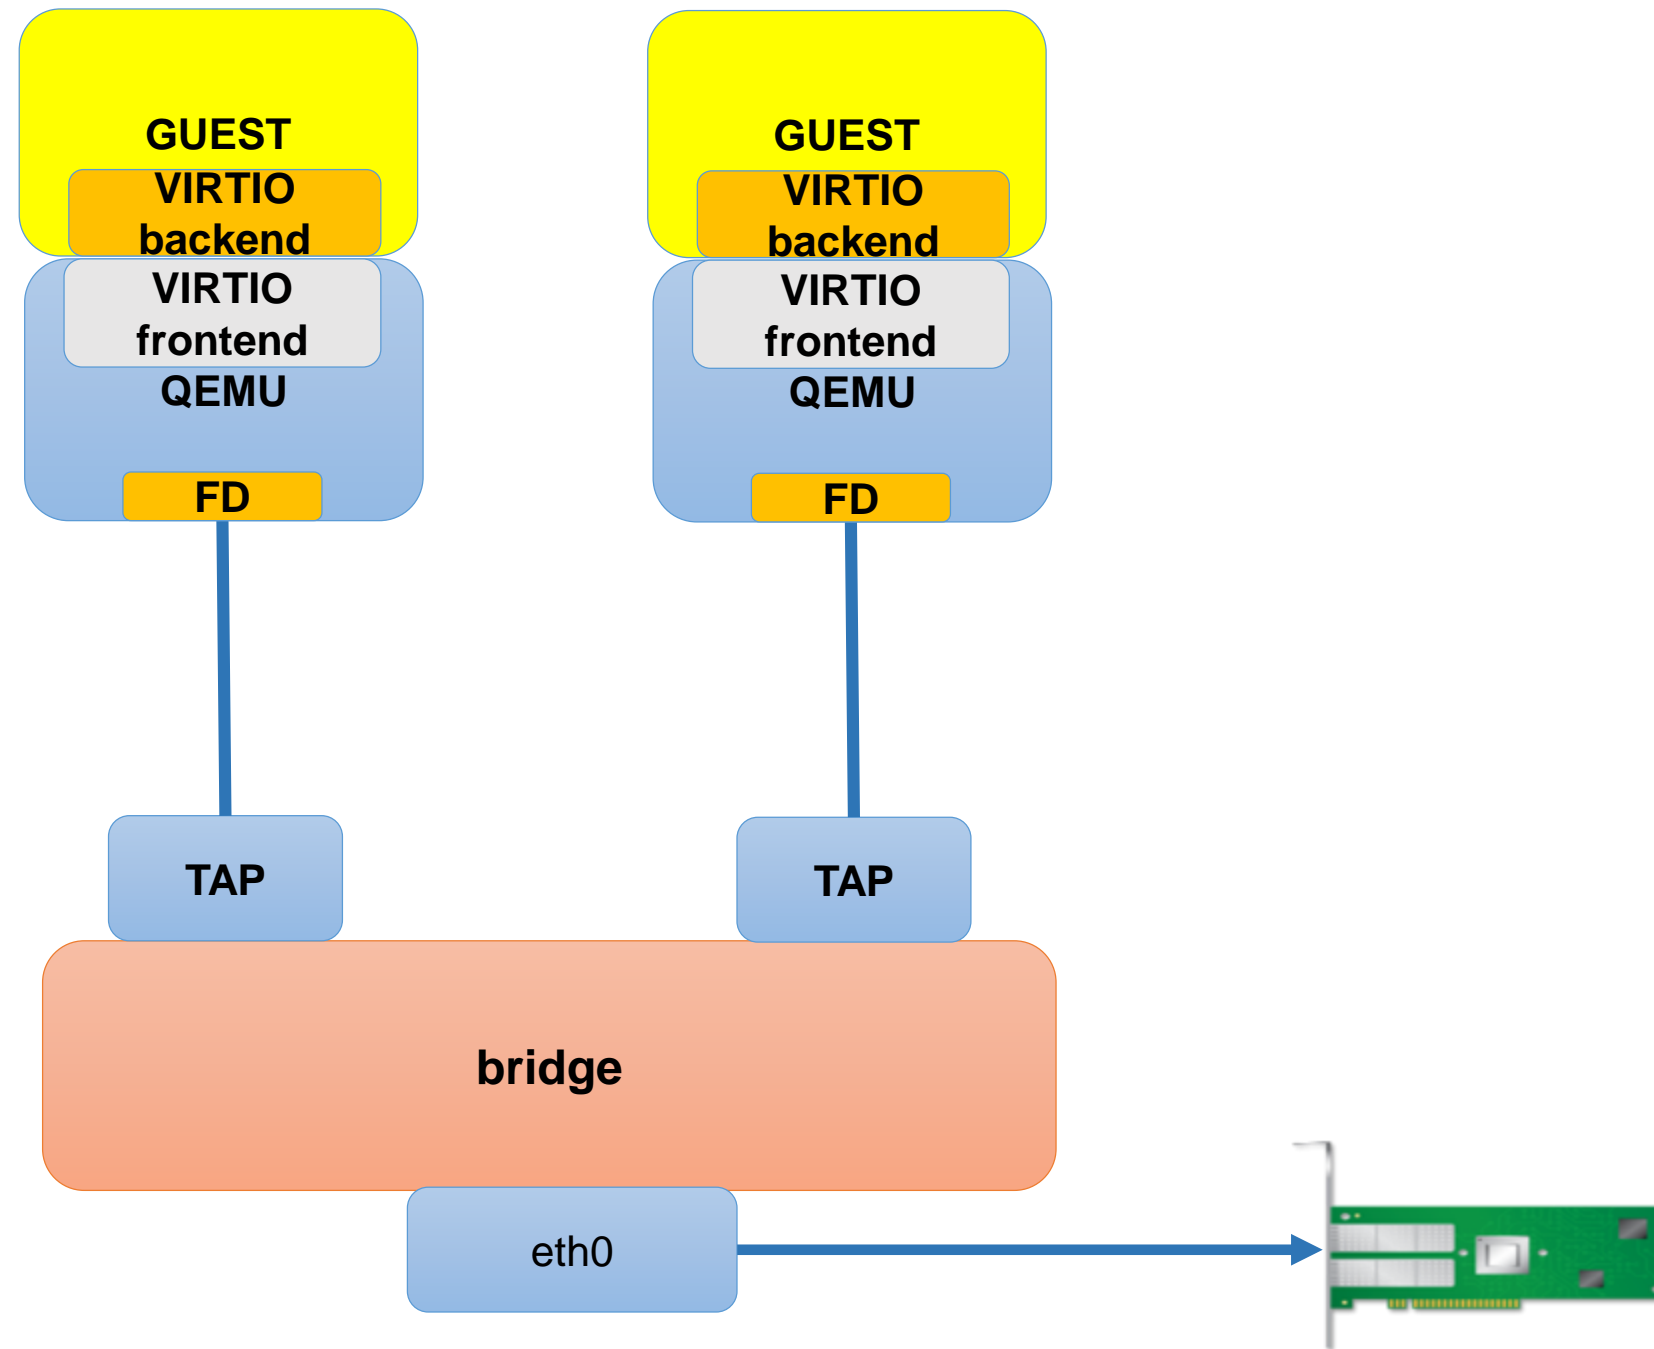 GUEST
VIRTIO
backend
VIRTIO
frontend
QEMU
FD
TAP
GUEST
VIRTIO
backend
VIRTIO
frontend
QEMU
FD
TAP
bridge
eth0